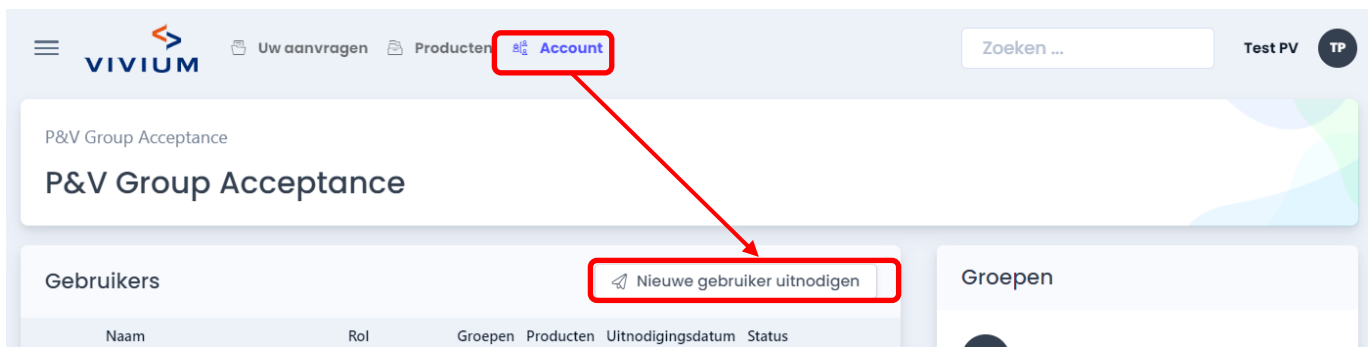 VIVIUM Uw aanvragen Producten Account Zoeken ... Test PV TP
P&V Group Acceptance
P&V Group Acceptance
Gebruikers Nieuwe gebruiker uitnodigen Groepen
Naam Rol Groepen Producten Uitnodigingsdatum Status